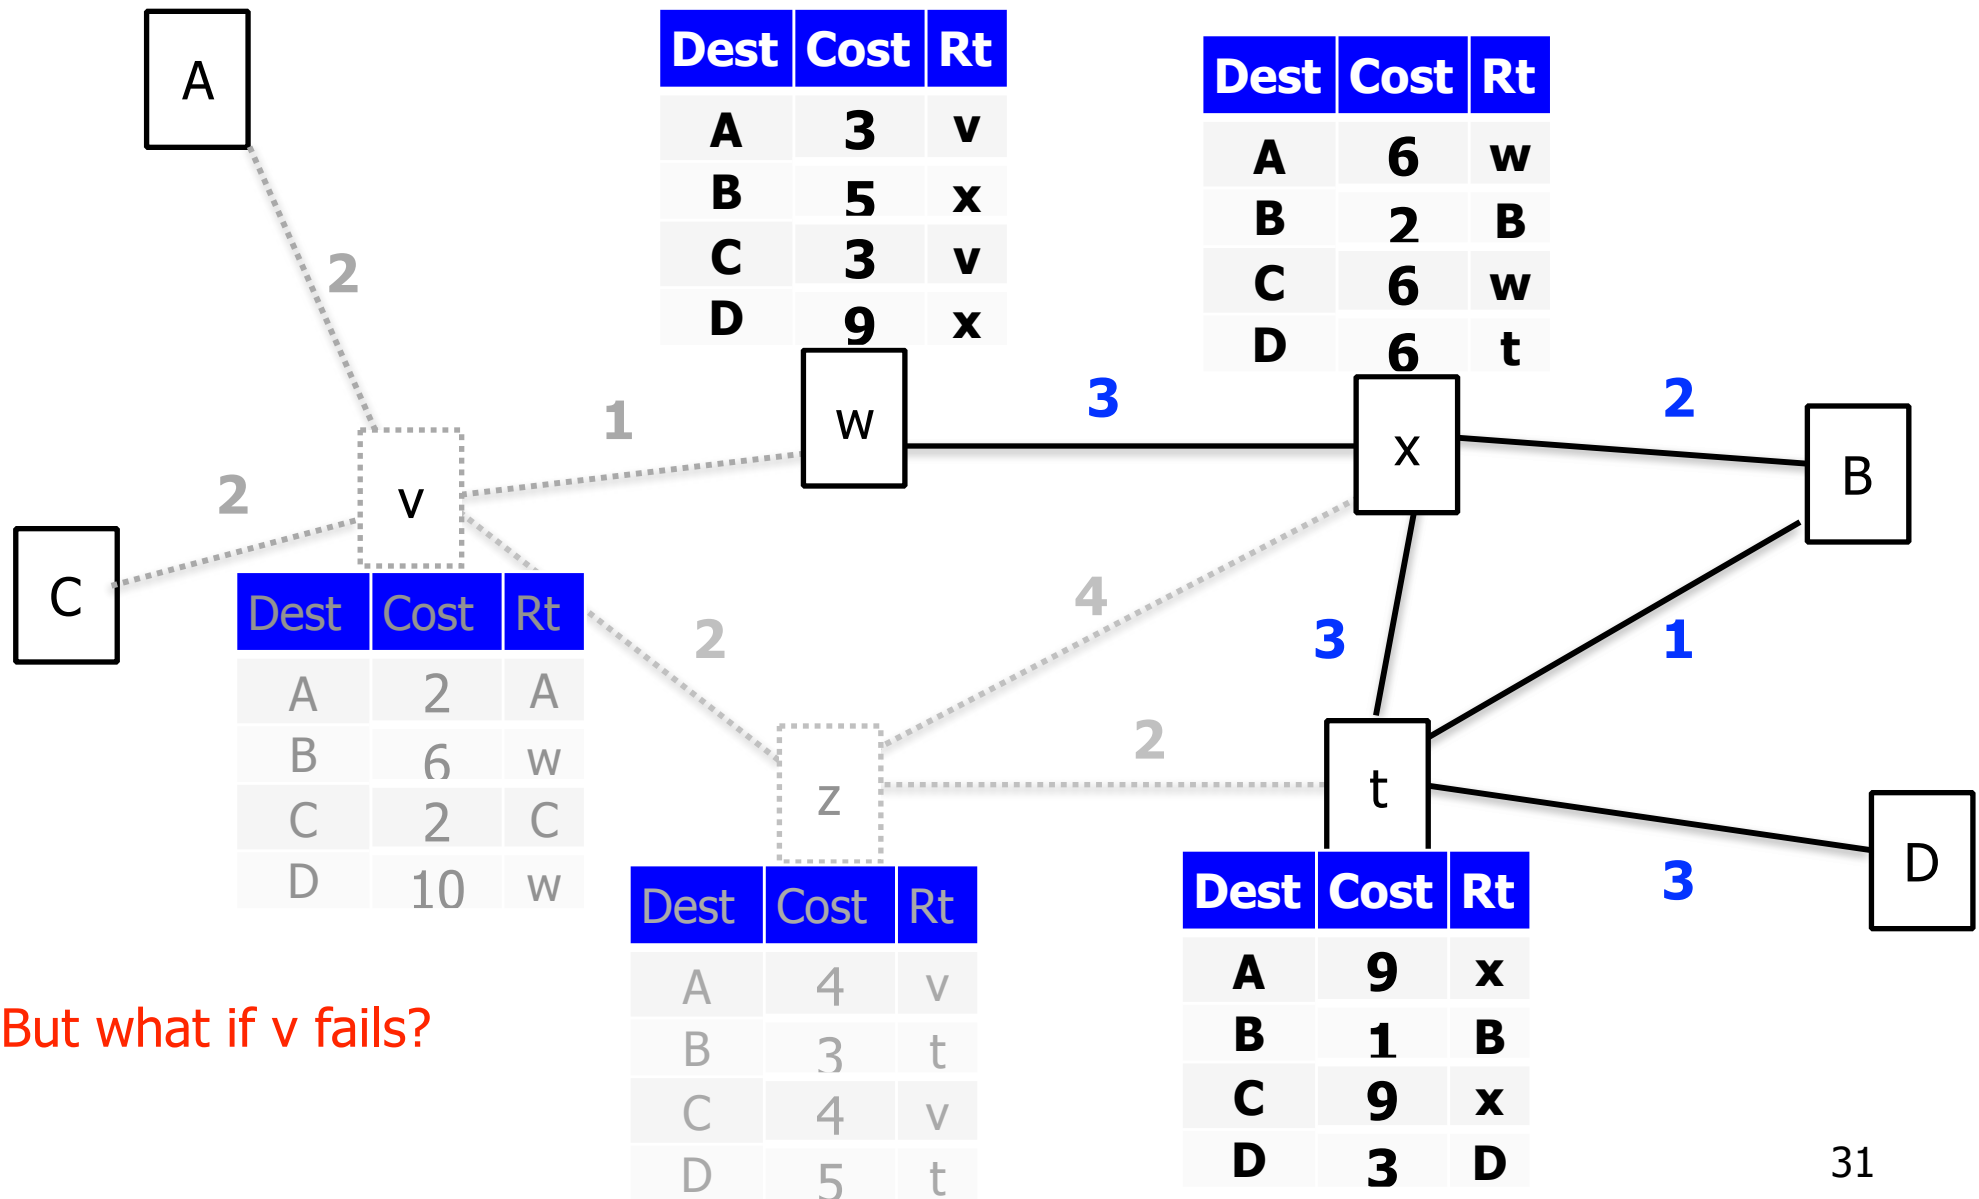 A
Dest Cost Rt
A 3 v
B 5 x
C 3 v
D 9 x
Dest Cost Rt
A 6 w
B 2 B
C 6 w
D 6 t
2
1
w
3
x
2
B
2
v
C
Dest Cost Rt
A 2 A
B 6 w
C 2 C
D 10 w
2
4
3
1
2
z
t
3
D
Dest Cost Rt
A 4 v
B 3 t
C 4 v
D 5 t
Dest Cost Rt
A 9 x
B 1 B
C 9 x
D 3 D
But what if v fails?
31